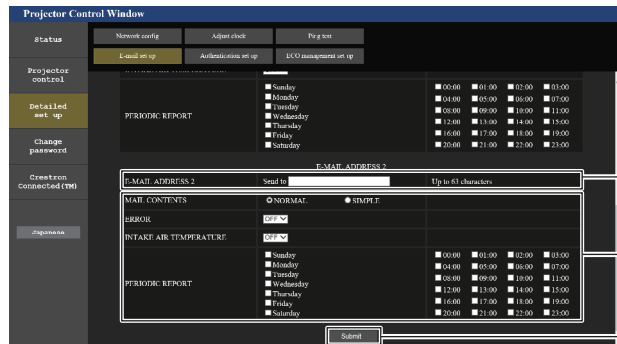 Projector Control Window
Status
Network config Adjust clock Ping test
E-mail set up Authentication set up ECO management set up
Projector control
Detailed set up
Change password
Crestron Connected(TM)
Japanese
PERIODIC REPORT
Sunday
Monday
Tuesday
Wednesday
Thursday
Friday
Saturday
00:00 01:00 02:00 03:00
04:00 05:00 06:00 07:00
08:00 09:00 10:00 11:00
12:00 13:00 14:00 15:00
16:00 17:00 18:00 19:00
20:00 21:00 22:00 23:00
E-MAIL ADDRESS 2
E-MAIL ADDRESS 2 Send to Up to 63 characters
MAIL CONTENTS NORMAL SIMPLE
ERROR OFF
INTAKE AIR TEMPERATURE OFF
PERIODIC REPORT
Sunday
Monday
Tuesday
Wednesday
Thursday
Friday
Saturday
00:00 01:00 02:00 03:00
04:00 05:00 06:00 07:00
08:00 09:00 10:00 11:00
12:00 13:00 14:00 15:00
16:00 17:00 18:00 19:00
20:00 21:00 22:00 23:00
Submit